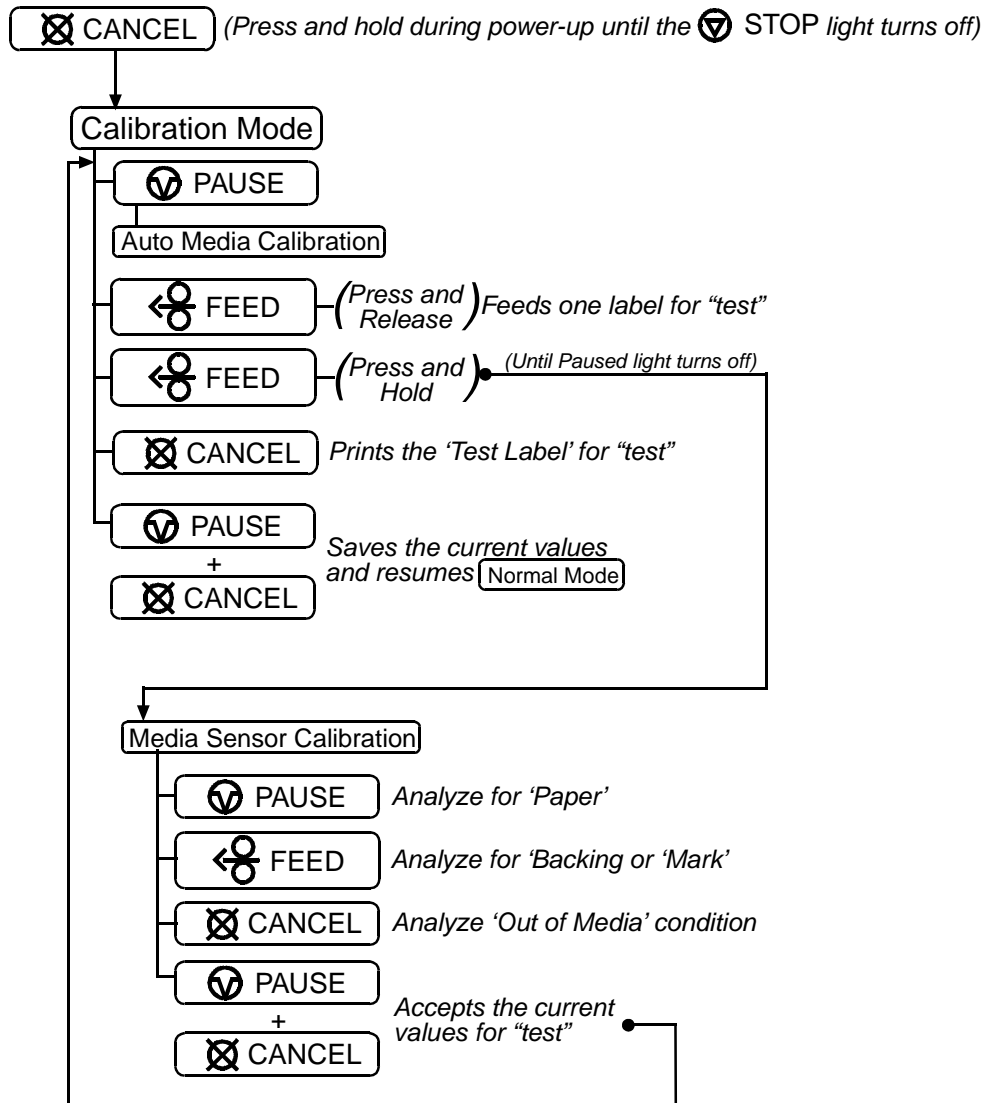 CANCEL (Press and hold during power-up until the STOP light turns off)
Calibration Mode
PAUSE
Auto Media Calibration
FEED (Press and Release) Feeds one label for “test”
FEED (Press and Hold) (Until Paused light turns off)
CANCEL Prints the ‘Test Label’ for “test”
PAUSE
+
CANCEL
Saves the current values
and resumes Normal Mode
Media Sensor Calibration
PAUSE Analyze for ‘Paper’
FEED Analyze for ‘Backing or ‘Mark’
CANCEL Analyze ‘Out of Media’ condition
PAUSE
+
CANCEL
Accepts the current
values for “test”